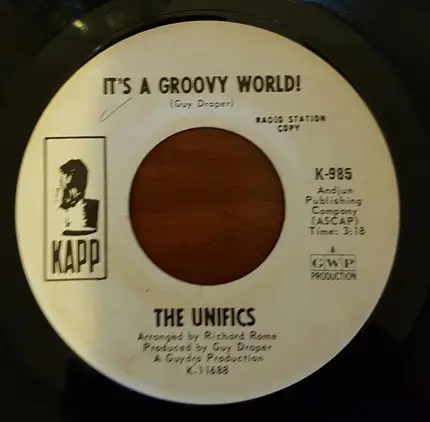 IT'S A GROOVY WORLD!
(Guy Draper)
RADIO STATION
COPY
K-985
Andjun
Publishing
Company
(ASCAP)
Time: 3:18
A
GWP
PRODUCTION
KAPP
THE UNIFICS
Arranged by Richard Rome
Produced by Guy Draper
A Guydra Production
K-11688